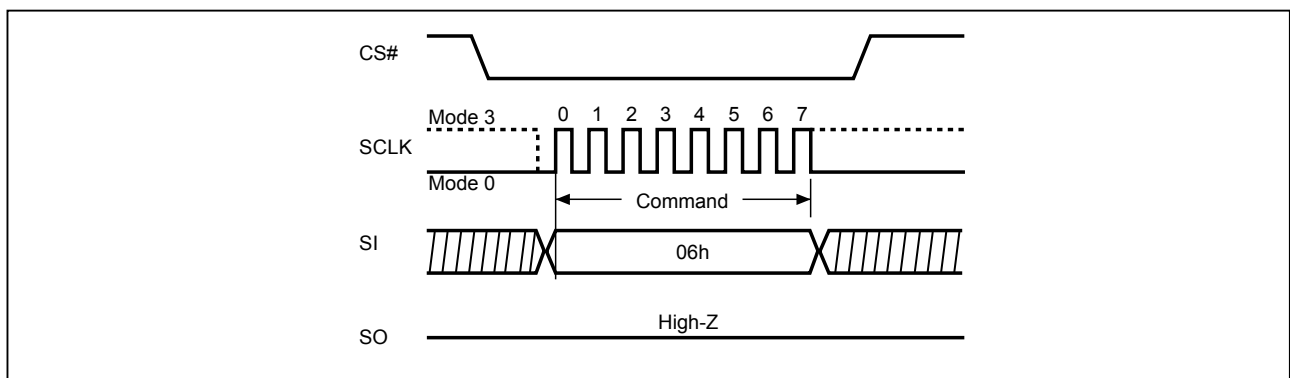 CS#
Mode 3
0 1 2 3 4 5 6 7
SCLK
Mode 0
Command
SI
06h
High-Z
SO